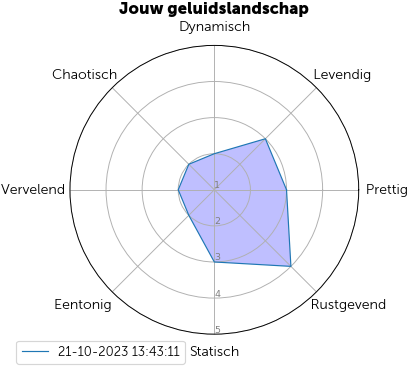 Jouw geluidslandschap
Dynamisch
Chaotisch
Levendig
Vervelend
1
Prettig
2
3
4
Eentonig
Rustgevend
5
21-10-2023 13:43:11
Statisch